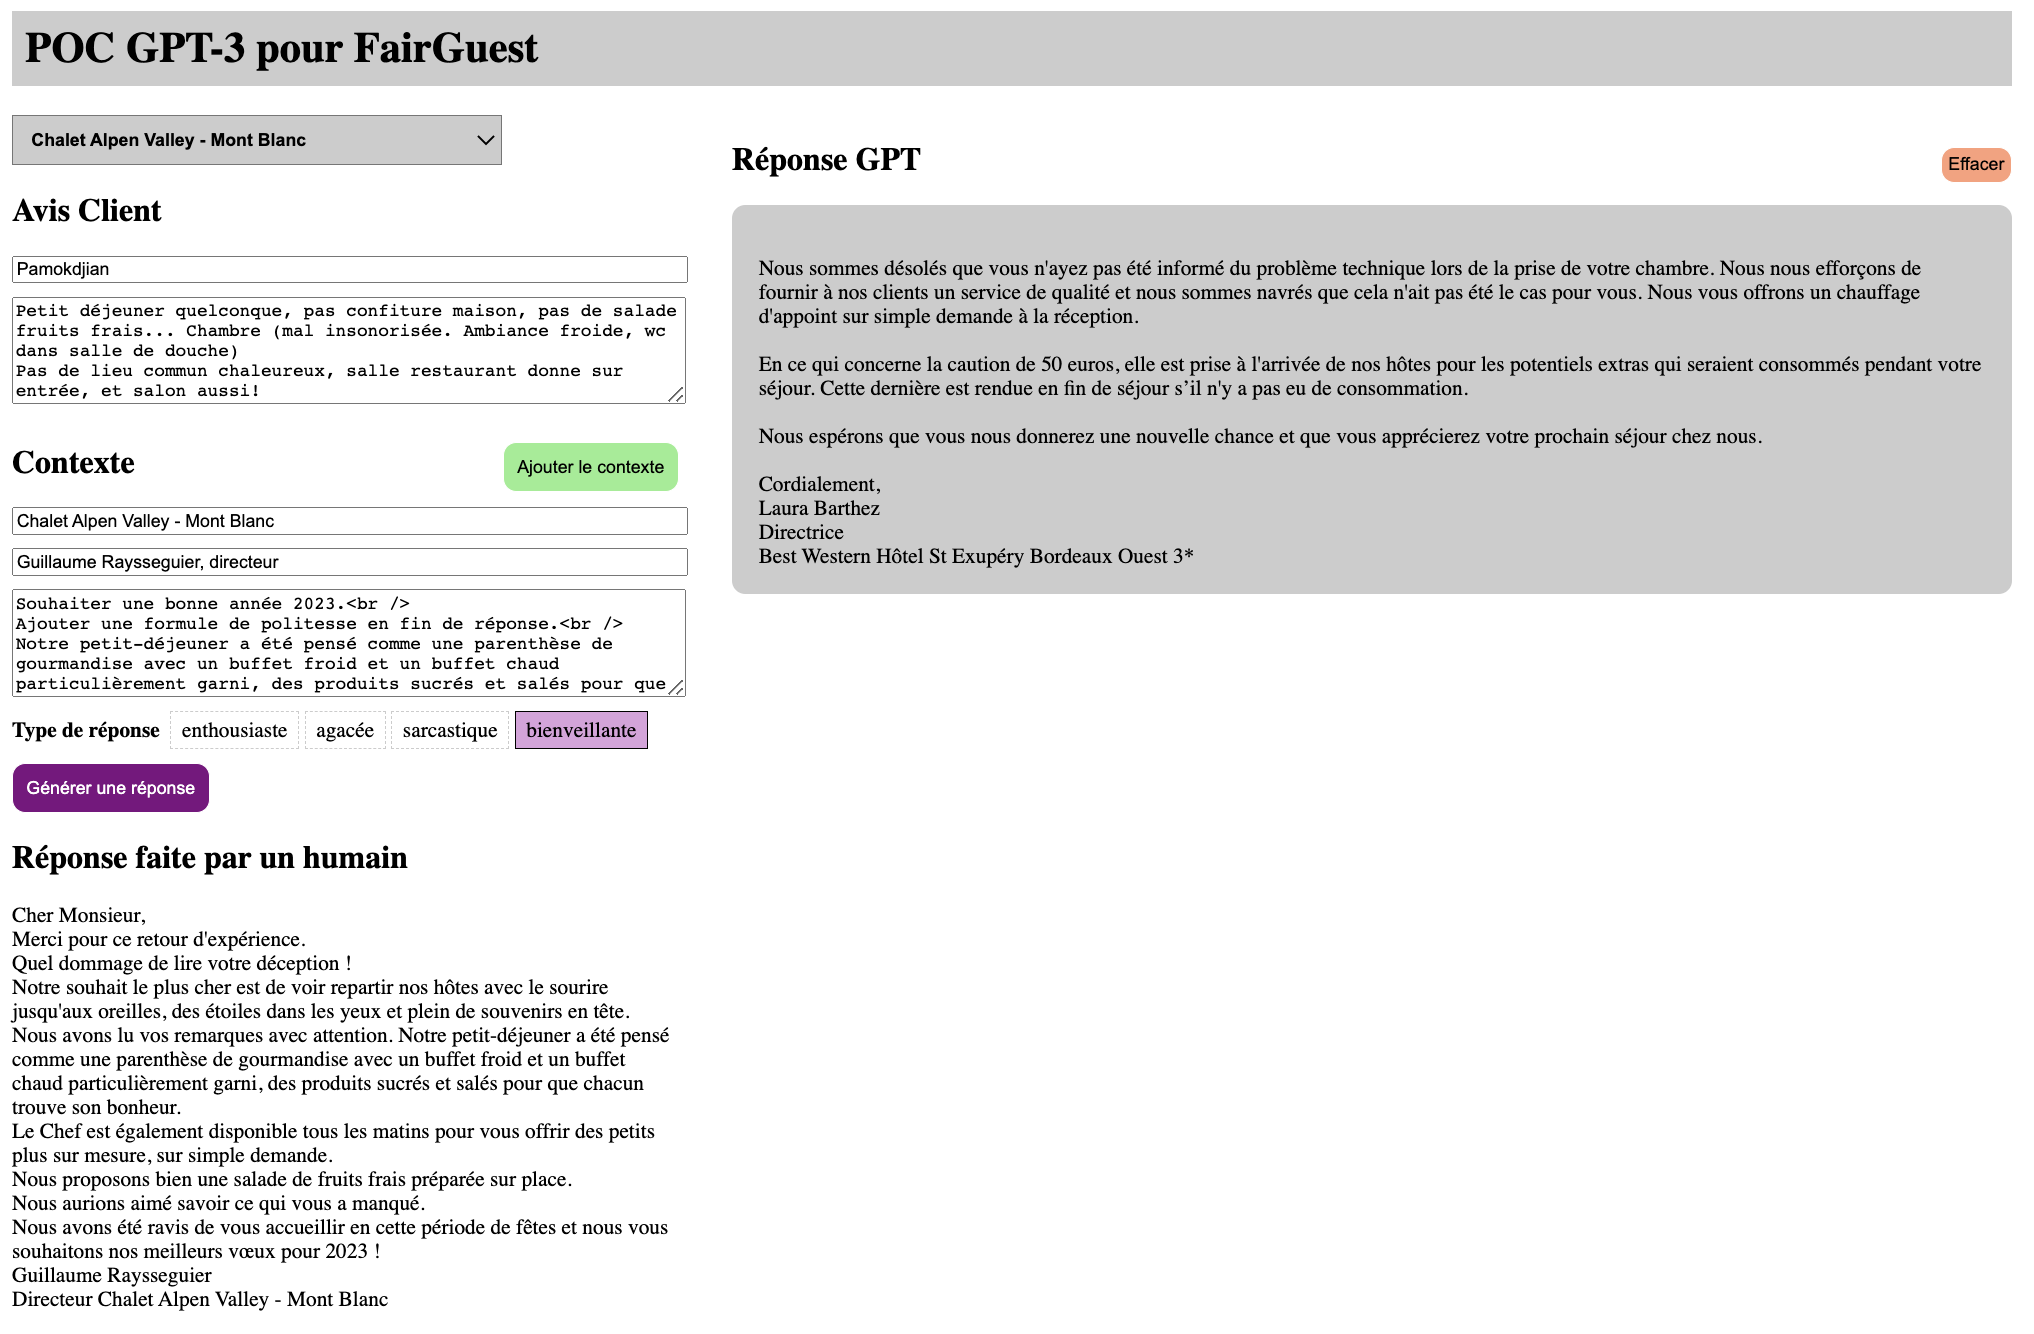 POC GPT-3 pour FairGuest
Chalet Alpen Valley - Mont Blanc
Avis Client
Pamokdjian
Petit déjeuner quelconque, pas confiture maison, pas de salade
fruits frais... Chambre (mal insonorisée. Ambiance froide, wc
dans salle de douche)
Pas de lieu commun chaleureux, salle restaurant donne sur
entrée, et salon aussi!
Contexte
Ajouter le contexte
Chalet Alpen Valley - Mont Blanc
Guillaume Raysseguier, directeur
Souhaiter une bonne année 2023.<br />
Ajouter une formule de politesse en fin de réponse.<br />
Notre petit-déjeuner a été pensé comme une parenthèse de
gourmandise avec un buffet froid et un buffet chaud
particulièrement garni, des produits sucrés et salés pour que
Type de réponse enthousiaste agacée sarcastique bienveillante
Générer une réponse
Réponse faite par un humain
Cher Monsieur,
Merci pour ce retour d'expérience.
Quel dommage de lire votre déception !
Notre souhait le plus cher est de voir repartir nos hôtes avec le sourire
jusqu'aux oreilles, des étoiles dans les yeux et plein de souvenirs en tête.
Nous avons lu vos remarques avec attention. Notre petit-déjeuner a été pensé
comme une parenthèse de gourmandise avec un buffet froid et un buffet
chaud particulièrement garni, des produits sucrés et salés pour que chacun
trouve son bonheur.
Le Chef est également disponible tous les matins pour vous offrir des petits
plus sur mesure, sur simple demande.
Nous proposons bien une salade de fruits frais préparée sur place.
Nous aurions aimé savoir ce qui vous a manqué.
Nous avons été ravis de vous accueillir en cette période de fêtes et nous vous
souhaitons nos meilleurs vœux pour 2023 !
Guillaume Raysseguier
Directeur Chalet Alpen Valley - Mont Blanc
Réponse GPT
Effacer
Nous sommes désolés que vous n'ayez pas été informé du problème technique lors de la prise de votre chambre. Nous nous efforçons de
fournir à nos clients un service de qualité et nous sommes navrés que cela n'ait pas été le cas pour vous. Nous vous offrons un chauffage
d'appoint sur simple demande à la réception.
En ce qui concerne la caution de 50 euros, elle est prise à l'arrivée de nos hôtes pour les potentiels extras qui seraient consommés pendant votre
séjour. Cette dernière est rendue en fin de séjour s’il n'y a pas eu de consommation.
Nous espérons que vous nous donnerez une nouvelle chance et que vous apprécierez votre prochain séjour chez nous.
Cordialement,
Laura Barthez
Directrice
Best Western Hôtel St Exupéry Bordeaux Ouest 3*